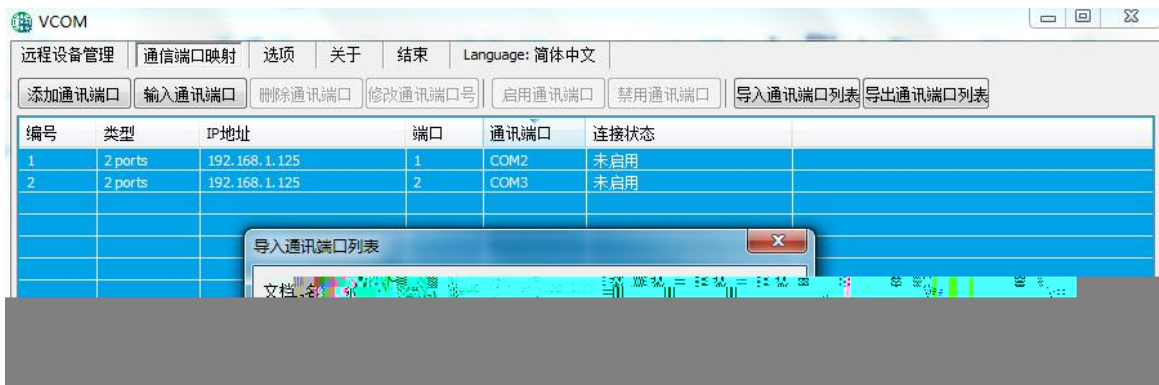 VCOM
远程设备管理 通信端口映射 选项 关于 结束 Language: 简体中文
添加通讯端口 输入通讯端口 删除通讯端口 修改通讯端口号 启用通讯端口 禁用通讯端口 导入通讯端口列表 导出通讯端口列表
编号 类型 IP地址 端口 通讯端口 连接状态
1 2 ports 192.168.1.125 1 COM2 未启用
2 2 ports 192.168.1.125 2 COM3 未启用
导入通讯端口列表
文档